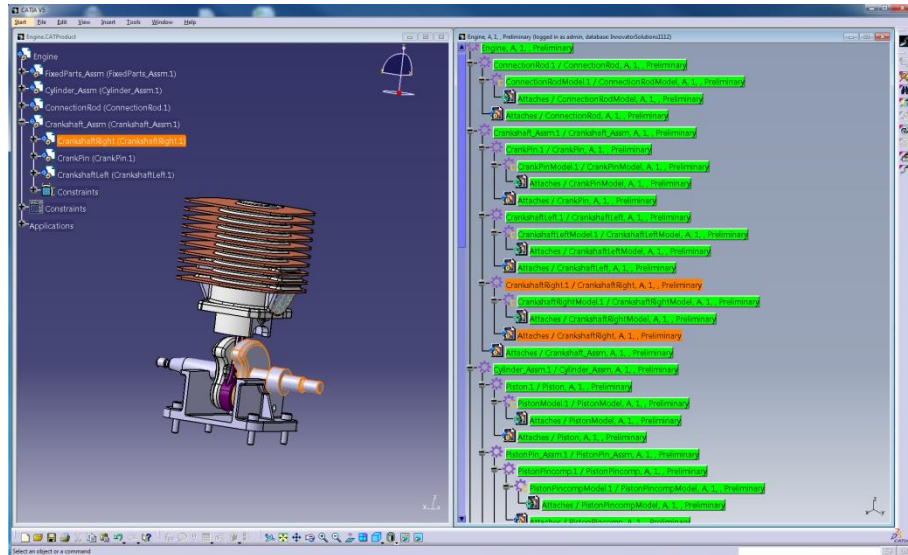 CATIA V5
Start File Edit View Insert Tools Window Help
Engine.CATProduct
Engine
FixedParts_Assm (FixedParts_Assm.1)
Cylinder_Assm (Cylinder_Assm.1)
ConnectionRod (ConnectionRod.1)
Crankshaft_Assm (Crankshaft_Assm.1)
CrankshaftRight (CrankshaftRight.1)
CrankPin (CrankPin.1)
CrankshaftLeft (CrankshaftLeft.1)
Constraints
Constraints
Applications
Engine, A, 1, , Preliminary (logged in as admin, database: InnovatorSolutions1112)
Engine, A, 1, , Preliminary
ConnectionRod.1 / ConnectionRod, A, 1, , Preliminary
ConnectionRodModel.1 / ConnectionRodModel, A, 1, , Preliminary
Attaches / ConnectionRodModel, A, 1, , Preliminary
Attaches / ConnectionRod, A, 1, , Preliminary
Crankshaft_Assm.1 / Crankshaft_Assm, A, 1, , Preliminary
CrankPin.1 / CrankPin, A, 1, , Preliminary
CrankPinModel.1 / CrankPinModel, A, 1, , Preliminary
Attaches / CrankPinModel, A, 1, , Preliminary
Attaches / CrankPin, A, 1, , Preliminary
CrankshaftLeft.1 / CrankshaftLeft, A, 1, , Preliminary
CrankshaftLeftModel.1 / CrankshaftLeftModel, A, 1, , Preliminary
Attaches / CrankshaftLeftModel, A, 1, , Preliminary
Attaches / CrankshaftLeft, A, 1, , Preliminary
CrankshaftRight.1 / CrankshaftRight, A, 1, , Preliminary
CrankshaftRightModel.1 / CrankshaftRightModel, A, 1, , Preliminary
Attaches / CrankshaftRightModel, A, 1, , Preliminary
Attaches / CrankshaftRight, A, 1, , Preliminary
Attaches / Crankshaft_Assm, A, 1, , Preliminary
Cylinder_Assm.1 / Cylinder_Assm, A, 1, , Preliminary
Piston.1 / Piston, A, 1, , Preliminary
PistonModel.1 / PistonModel, A, 1, , Preliminary
Attaches / PistonModel, A, 1, , Preliminary
Attaches / Piston, A, 1, , Preliminary
PistonPin_Assm.1 / PistonPin_Assm, A, 1, , Preliminary
PistonPincomp.1 / PistonPincomp, A, 1, , Preliminary
PistonPincompModel.1 / PistonPincompModel, A, 1, , Preliminary
Attaches / PistonPincompModel, A, 1, , Preliminary
Attaches / PistonPincomp, A, 1, , Preliminary
Select an object or a command